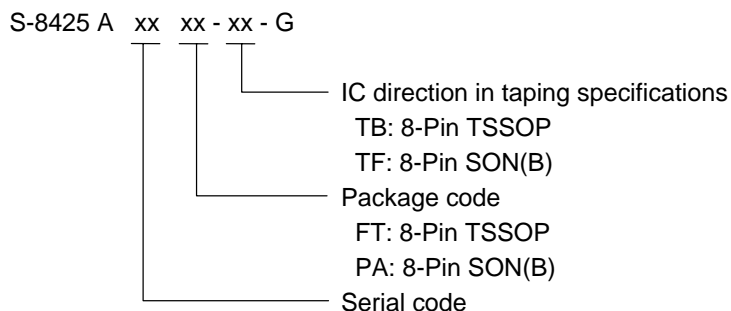 S-8425 A xx xx - xx - G
IC direction in taping specifications
TB: 8-Pin TSSOP
TF: 8-Pin SON(B)
Package code
FT: 8-Pin TSSOP
PA: 8-Pin SON(B)
Serial code